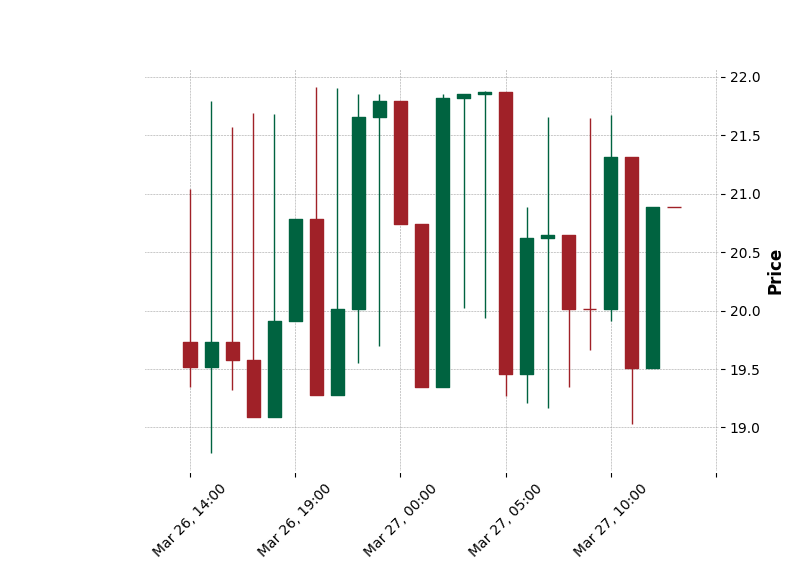 22.0
21.5
21.0
20.5
20.0
19.5
19.0
Price
Mar 26, 14:00
Mar 26, 19:00
Mar 27, 00:00
Mar 27, 05:00
Mar 27, 10:00